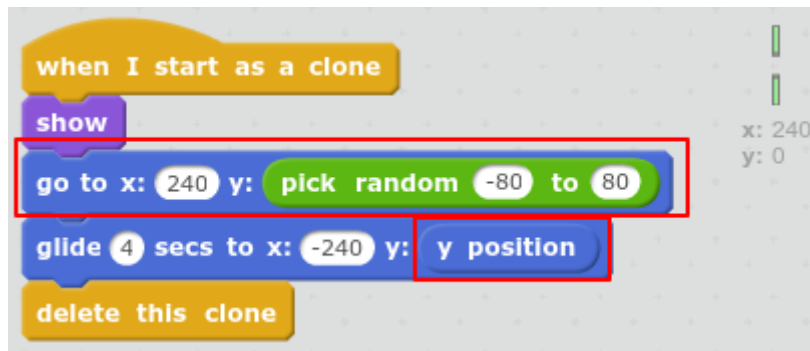 when I start as a clone
show
go to x: 240 y: pick random -80 to 80
glide 4 secs to x: -240 y: y position
delete this clone
x: 240
y: 0